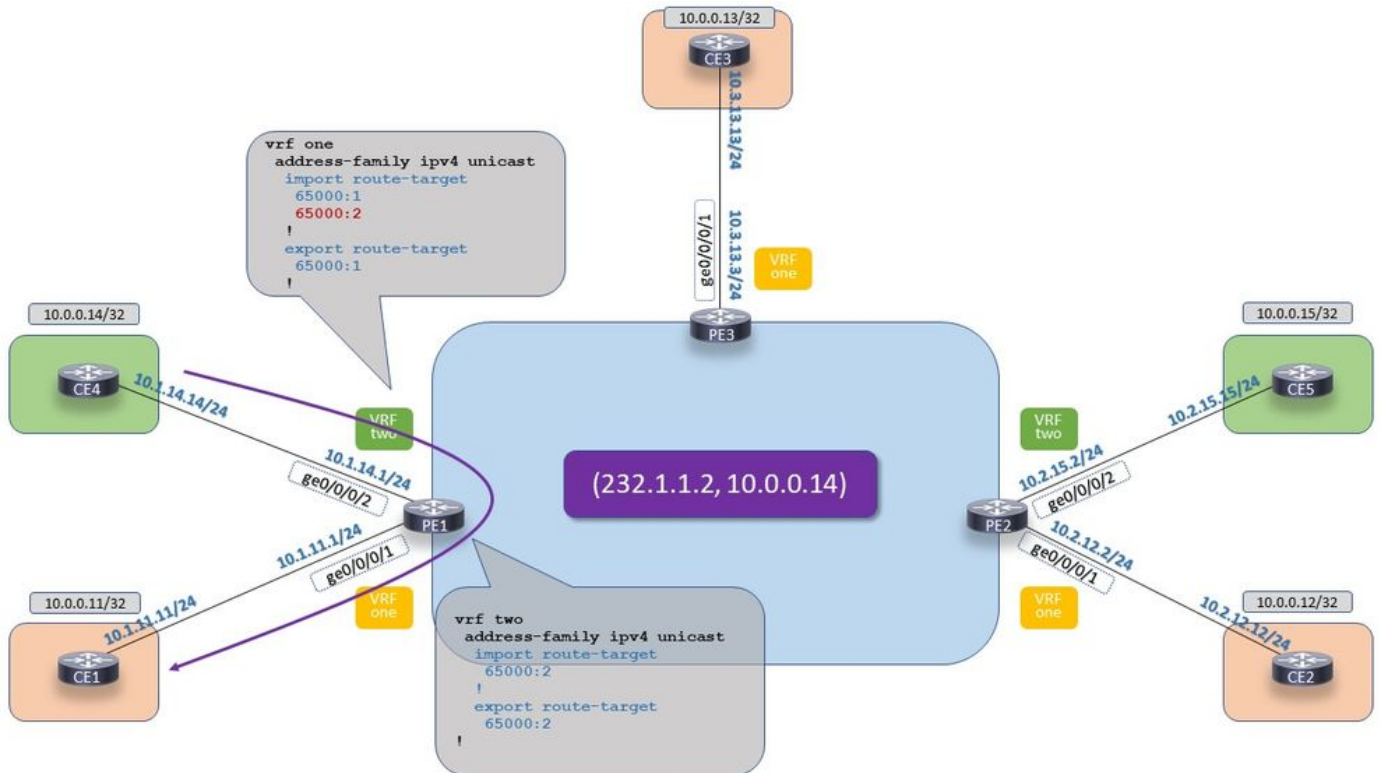 10.0.0.13/32
CE3
10.3.13.13/24
vrf one
address-family ipv4 unicast
import route-target
65000:1
65000:2
!
export route-target
65000:1
!
ge0/0/0/1
10.3.13.3/24
VRF
one
PE3
10.0.0.14/32
CE4
10.1.14.14/24
VRF
two
10.1.14.1/24
ge0/0/0/2
PE1
(232.1.1.2, 10.0.0.14)
10.0.0.15/32
CE5
10.2.15.15/24
VRF
two
10.2.15.2/24
ge0/0/0/2
PE2
10.1.11.1/24
ge0/0/0/1
VRF
one
10.0.0.11/32
10.1.11.11/24
CE1
vrf two
address-family ipv4 unicast
import route-target
65000:2
!
export route-target
65000:2
!
10.2.12.2/24
ge0/0/0/1
VRF
one
10.0.0.12/32
10.2.12.12/24
CE2